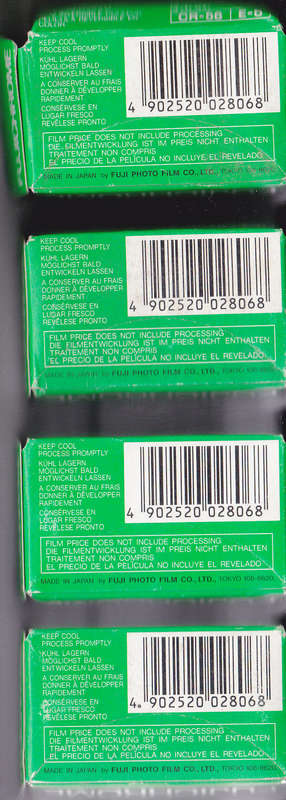 COLOR
CR-56
E-6
KEEP COOL
PROCESS PROMPTLY
KÜHL LAGERN
MÖGLICHST BALD
ENTWICKELN LASSEN
A CONSERVER AU FRAIS
DONNER À DÉVELOPPER
RAPIDEMENT
CONSÉRVESE EN
LUGAR FRESCO
REVÉLESE PRONTO
4 902520 028068
FILM PRICE DOES NOT INCLUDE PROCESSING
DIE FILMENTWICKLUNG IST IM PREIS NICHT ENTHALTEN
TRAITEMENT NON COMPRIS
EL PRECIO DE LA PELÍCULA NO INCLUYE EL REVELADO
MADE IN JAPAN by FUJI PHOTO FILM CO., LTD., TOKYO
KEEP COOL
PROCESS PROMPTLY
KÜHL LAGERN
MÖGLICHST BALD
ENTWICKELN LASSEN
A CONSERVER AU FRAIS
DONNER À DÉVELOPPER
RAPIDEMENT
CONSÉRVESE EN
LUGAR FRESCO
REVÉLESE PRONTO
4 902520 028068
FILM PRICE DOES NOT INCLUDE PROCESSING
DIE FILMENTWICKLUNG IST IM PREIS NICHT ENTHALTEN
TRAITEMENT NON COMPRIS
EL PRECIO DE LA PELÍCULA NO INCLUYE EL REVELADO
MADE IN JAPAN by FUJI PHOTO FILM CO., LTD., TOKYO
KEEP COOL
PROCESS PROMPTLY
KÜHL LAGERN
MÖGLICHST BALD
ENTWICKELN LASSEN
A CONSERVER AU FRAIS
DONNER À DÉVELOPPER
RAPIDEMENT
CONSÉRVESE EN
LUGAR FRESCO
REVÉLESE PRONTO
4 902520 028068
FILM PRICE DOES NOT INCLUDE PROCESSING
DIE FILMENTWICKLUNG IST IM PREIS NICHT ENTHALTEN
TRAITEMENT NON COMPRIS
EL PRECIO DE LA PELÍCULA NO INCLUYE EL REVELADO
MADE IN JAPAN by FUJI PHOTO FILM CO., LTD., TOKYO 106-8620,
KEEP COOL
PROCESS PROMPTLY
KÜHL LAGERN
MÖGLICHST BALD
ENTWICKELN LASSEN
A CONSERVER AU FRAIS
DONNER À DÉVELOPPER
RAPIDEMENT
CONSÉRVESE EN
LUGAR FRESCO
REVÉLESE PRONTO
4 902520 028068
FILM PRICE DOES NOT INCLUDE PROCESSING
DIE FILMENTWICKLUNG IST IM PREIS NICHT ENTHALTEN
TRAITEMENT NON COMPRIS
EL PRECIO DE LA PELÍCULA NO INCLUYE EL REVELADO
MADE IN JAPAN by FUJI PHOTO FILM CO., LTD., TOKYO 106-8620,